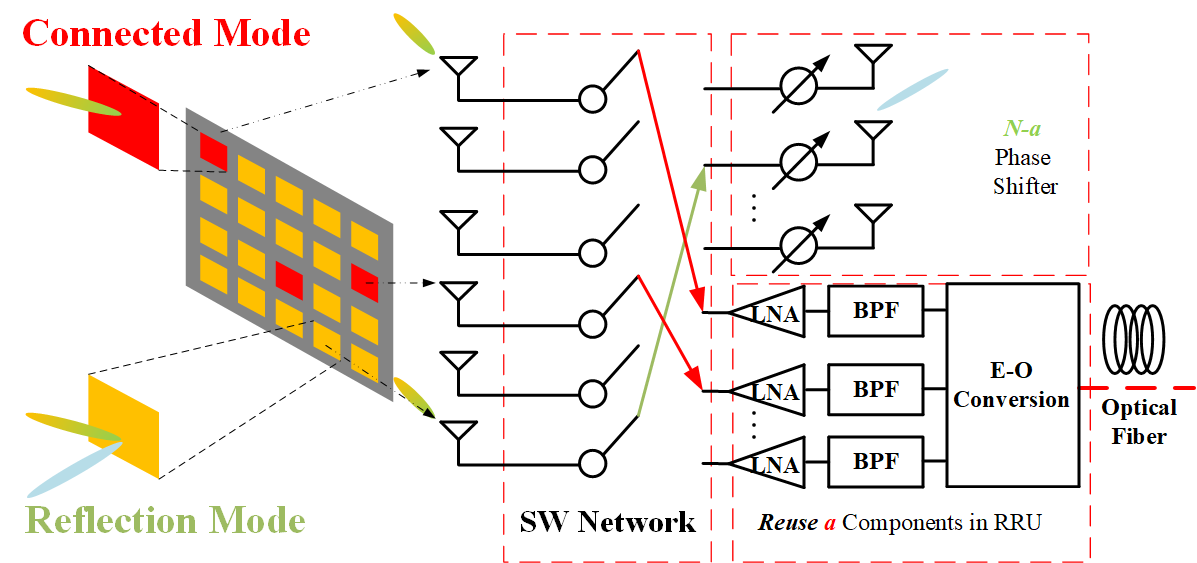 Connected Mode
N-a
Phase
Shifter
LNA
BPF
LNA
BPF
LNA
BPF
E-O
Conversion
Optical
Fiber
Reflection Mode
SW Network
Reuse a Components in RRU